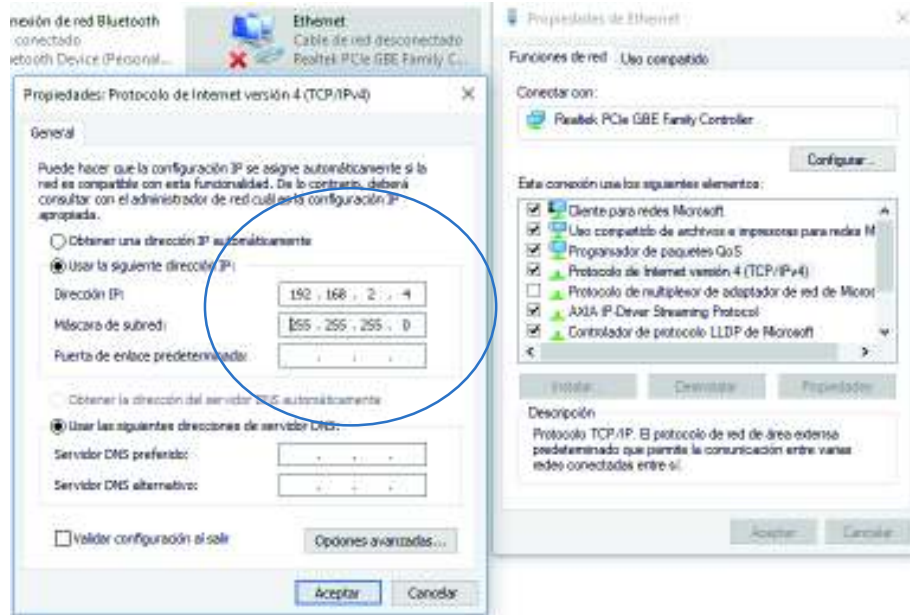 nexión de red Bluetooth
conectado
etooth Device (Personal...
Ethernet
Cable de red desconectado
Realtek PCIe GBE Family C...
Propiedades: Protocolo de Internet versión 4 (TCP/IPv4)
General
Puede hacer que la configuración IP se asigne automáticamente si la
red es compatible con esta funcionalidad. De lo contrario, deberá
consultar con el administrador de red cuál es la configuración IP
apropiada.
Obtener una dirección IP automáticamente
Usar la siguiente dirección IP:
Dirección IP:
192 . 168 . 2 . 4
Máscara de subred:
255 . 255 . 255 . 0
Puerta de enlace predeterminada:
Obtener la dirección del servidor DNS automáticamente
Usar las siguientes direcciones de servidor DNS:
Servidor DNS preferido:
Servidor DNS alternativo:
Validar configuración al salir
Opciones avanzadas...
Aceptar
Cancelar
Propiedades de Ethernet
Funciones de red
Uso compartido
Conectar con:
Realtek PCIe GBE Family Controller
Configurar...
Esta conexión usa los siguientes elementos:
Cliente para redes Microsoft
Uso compartido de archivos e impresoras para redes M
Programador de paquetes QoS
Protocolo de Internet versión 4 (TCP/IPv4)
Protocolo de multiplexor de adaptador de red de Micros
AXIA IP-Driver Streaming Protocol
Controlador de protocolo LLDP de Microsoft
Instalar...
Desinstalar
Propiedades
Descripción
Protocolo TCP/IP. El protocolo de red de área extensa
predeterminado que permite la comunicación entre varias
redes conectadas entre sí.
Aceptar
Cancelar